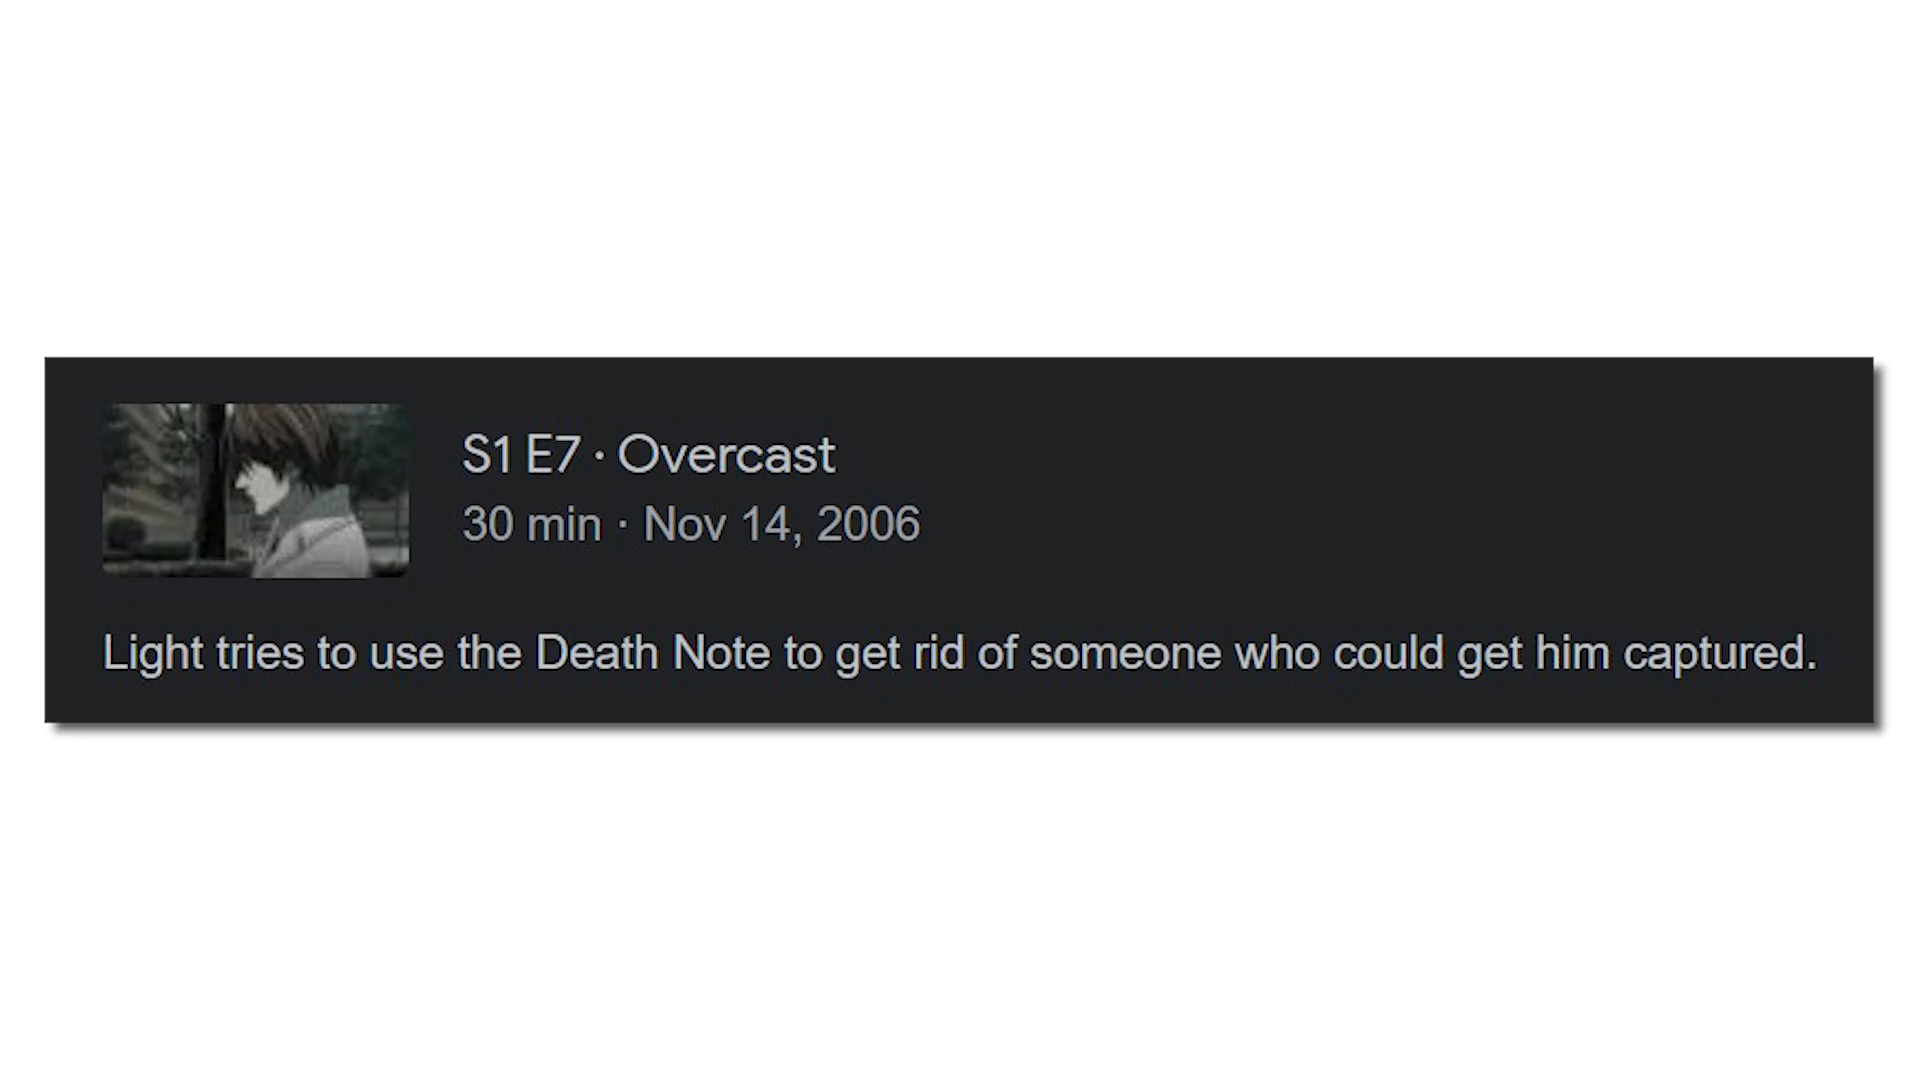 S1 E7 · Overcast
30 min · Nov 14, 2006
Light tries to use the Death Note to get rid of someone who could get him captured.